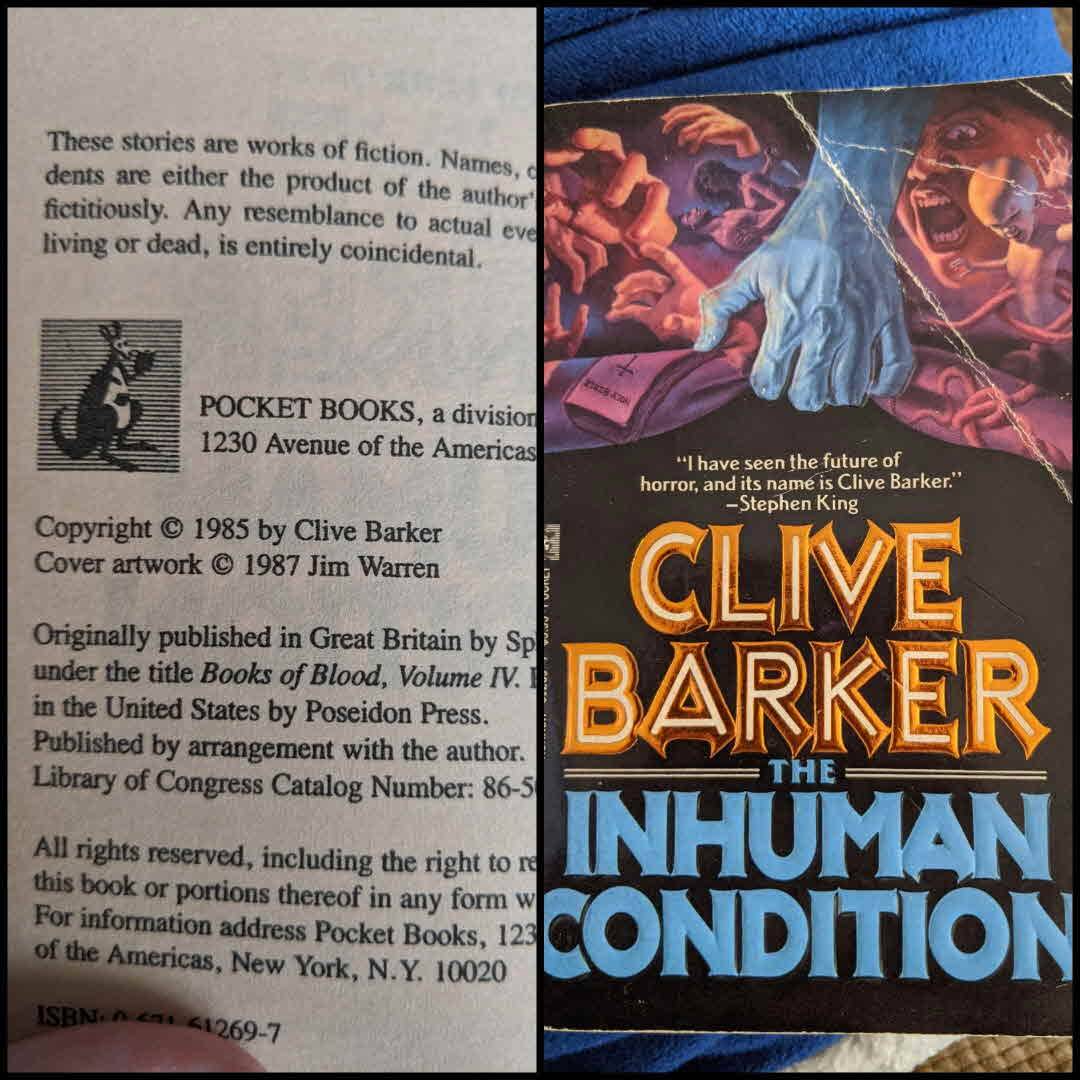 These stories are works of fiction. Names,
dents are either the product of the author'
fictitiously. Any resemblance to actual eve
living or dead, is entirely coincidental.
POCKET BOOKS, a division
1230 Avenue of the Americas
Copyright © 1985 by Clive Barker
Cover artwork © 1987 Jim Warren
Originally published in Great Britain by Sp
under the title Books of Blood, Volume IV.
in the United States by Poseidon Press.
Published by arrangement with the author.
Library of Congress Catalog Number: 86-5
All rights reserved, including the right to re
this book or portions thereof in any form w
For information address Pocket Books, 123
of the Americas, New York, N.Y. 10020
ISBN: 61269-7
"I have seen the future of
horror, and its name is Clive Barker."
—Stephen King
CLIVE
BARKER
THE
INHUMAN
CONDITION